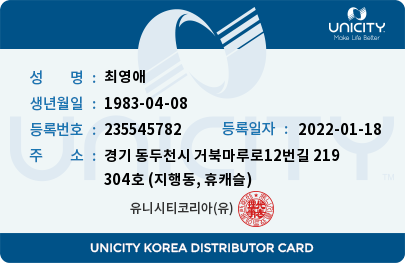 UNICITY
Make Life Better
성 명 : 최영애
생년월일 : 1983-04-08
등록번호 : 235545782 등록일자 : 2022-01-18
주 소 : 경기 동두천시 거북마루로12번길 219
304호 (지행동, 휴캐슬)
유니시티코리아(유)
UNICITY
UNICITY KOREA DISTRIBUTOR CARD